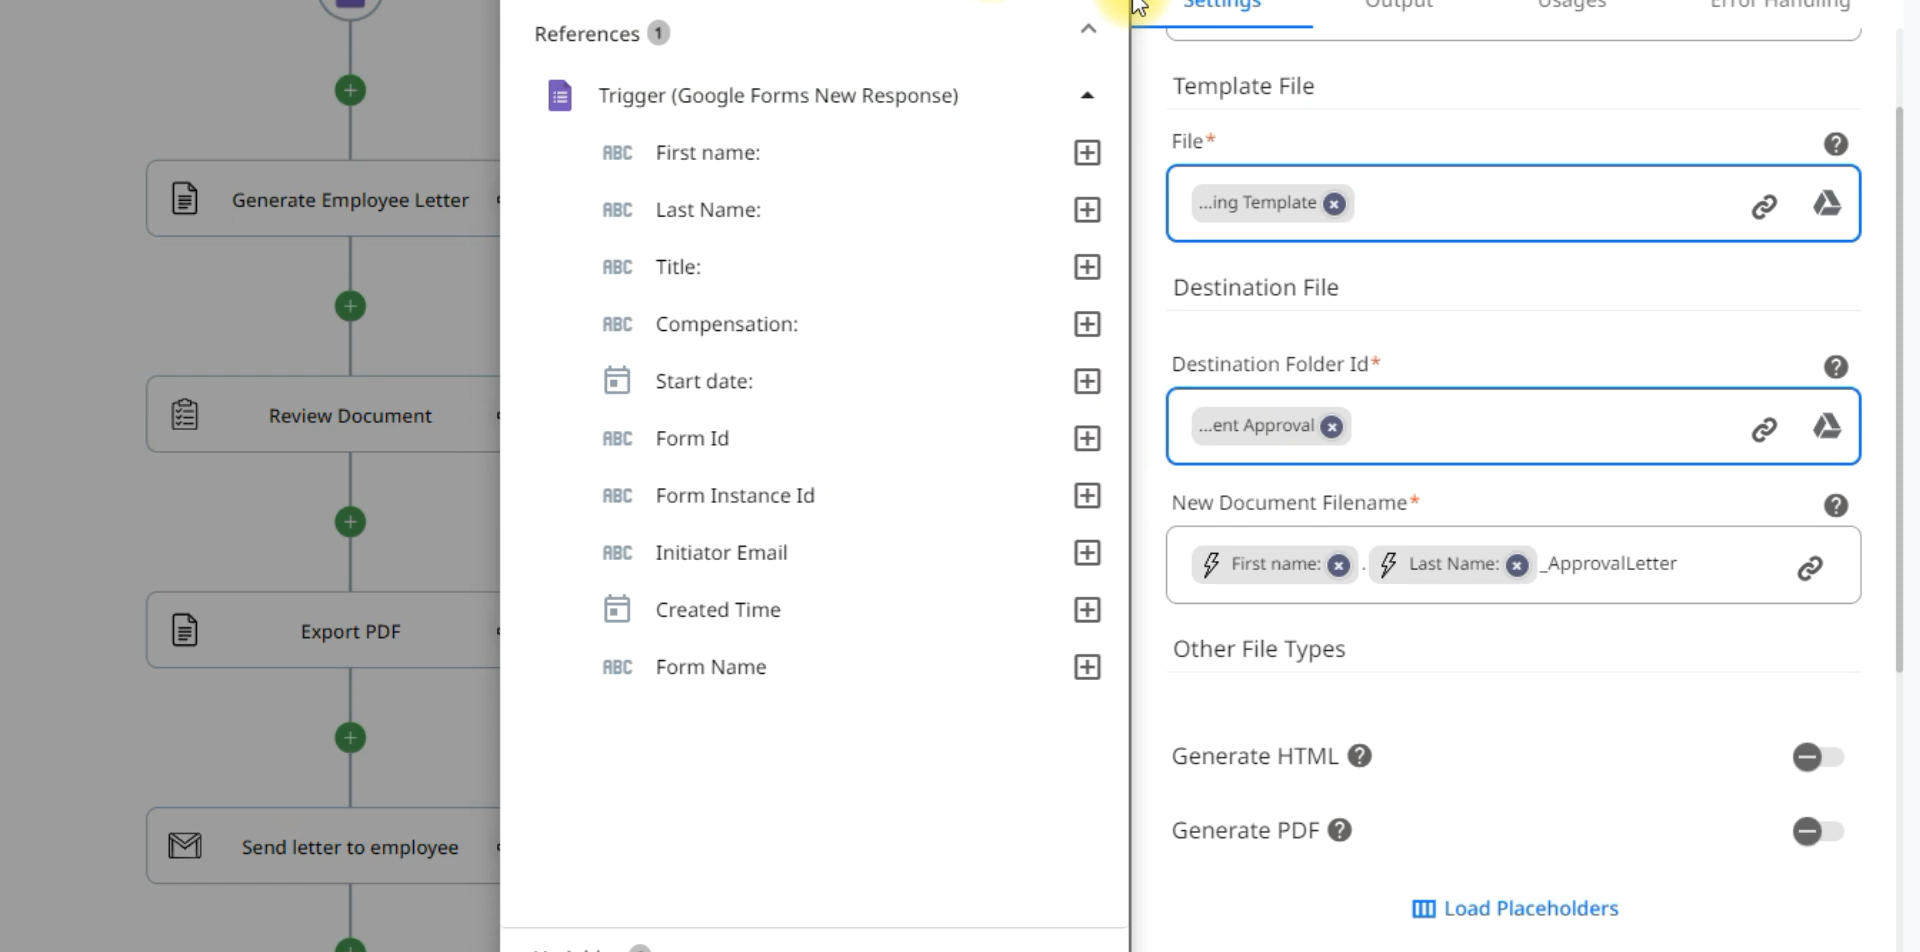 Generate Employee Letter
Review Document
Export PDF
Send letter to employee
References 1
Trigger (Google Forms New Response)
ABC First name:
ABC Last Name:
ABC Title:
ABC Compensation:
Start date:
ABC Form Id
ABC Form Instance Id
ABC Initiator Email
Created Time
ABC Form Name
Settings Output Usages Error Handling
Template File
File*
...ing Template
Destination File
Destination Folder Id*
...ent Approval
New Document Filename*
First name: . Last Name: _ApprovalLetter
Other File Types
Generate HTML
Generate PDF
Load Placeholders